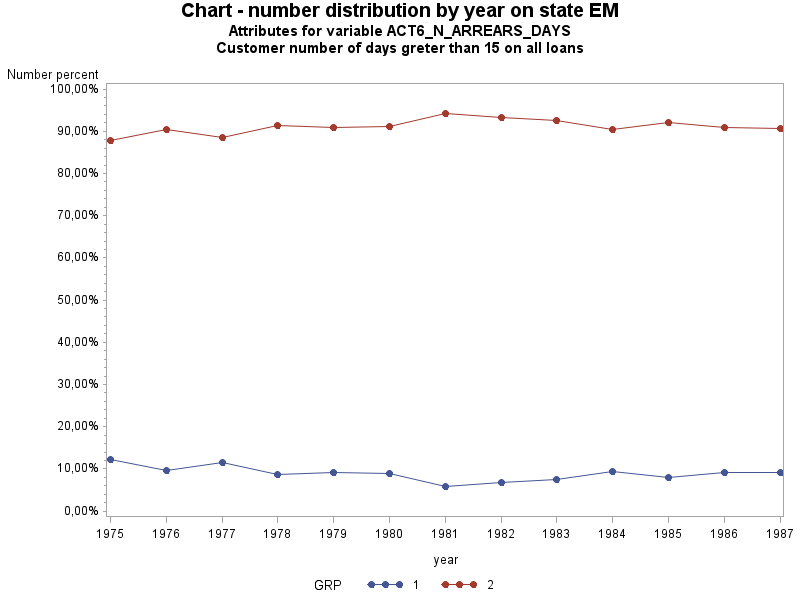 Chart - number distribution by year on state EM
Attributes for variable ACT6_N_ARREARS_DAYS
Customer number of days greter than 15 on all loans
Number percent
100,00%
90,00%
80,00%
70,00%
60,00%
50,00%
40,00%
30,00%
20,00%
10,00%
0,00%
1975 1976 1977 1978 1979 1980 1981 1982 1983 1984 1985 1986 1987
year
GRP 1 2